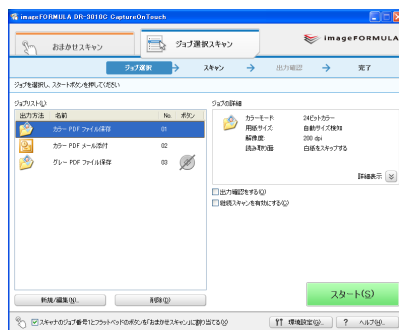 imageFORMULA DR-3010C CaptureOnTouch
おまかせスキャン
ジョブ選択スキャン
imageFORMULA
ジョブ選択 → スキャン → 出力確認 → 完了
ジョブを選択し、スタートボタンを押してください
ジョブリスト(L)
出力方法 名前 No. ボタン
カラー PDF ファイル保存 01
カラー PDF メール添付 02
グレー PDF ファイル保存 03
ジョブの詳細
カラーモード: 24ビットカラー
用紙サイズ: 自動サイズ検知
解像度: 200 dpi
読み取り面: 白紙をスキップする
詳細表示
出力確認をする(O)
継続スキャンを有効にする(C)
スタート(S)
新規/編集(N)...
削除(D)
スキャナのジョブ番号1とフラットベッドのボタンを「おまかせスキャン」に割り当てる(O)
環境設定(G)...
? ヘルプ(H)...